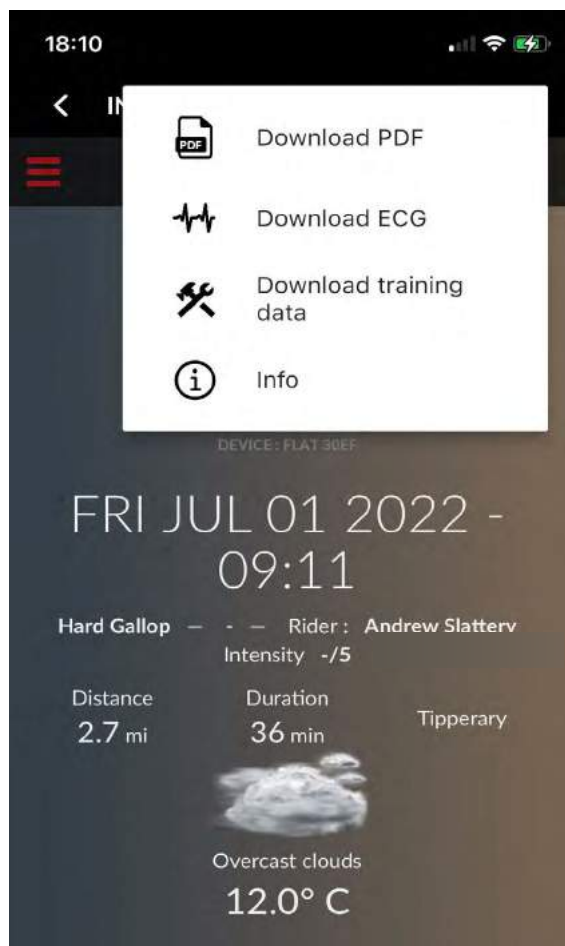 18:10
IN
PDF
Download PDF
Download ECG
Download training
data
i
Info
DEVICE : FLAT 30EF
FRI JUL 01 2022 -
09:11
Hard Gallop – - – Rider : Andrew Slattery
Intensity -/5
Distance
2.7 mi
Duration
36 min
Tipperary
Overcast clouds
12.0° C